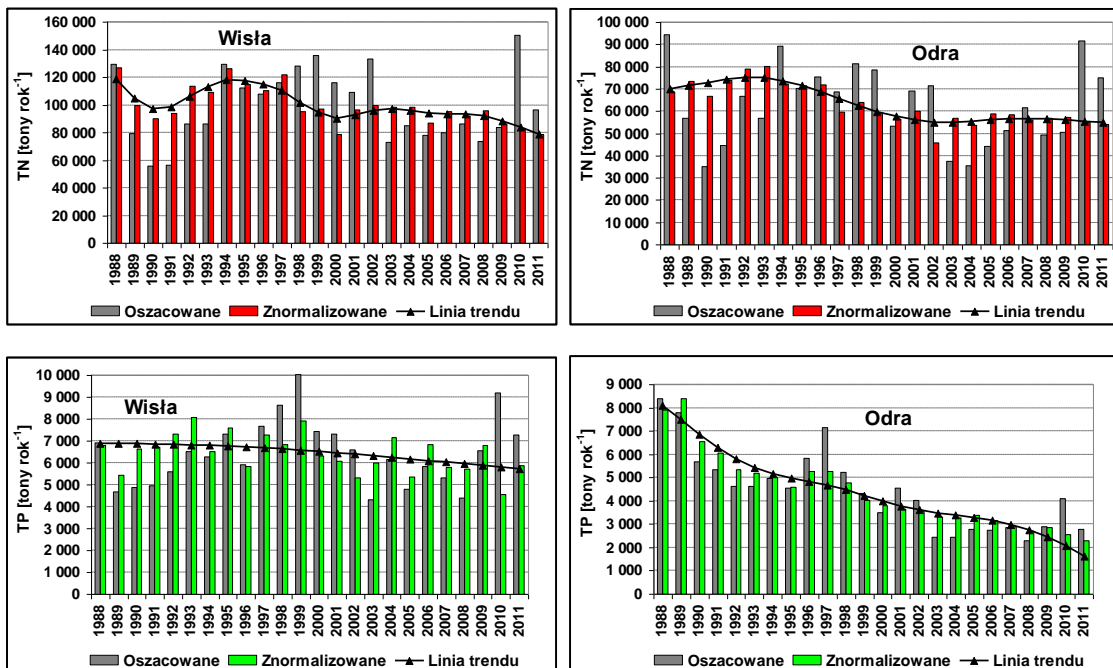 Wisła
TN [tony rok-1]
160 000
140 000
120 000
100 000
80 000
60 000
40 000
20 000
0
1988 1989 1990 1991 1992 1993 1994 1995 1996 1997 1998 1999 2000 2001 2002 2003 2004 2005 2006 2007 2008 2009 2010 2011
Oszacowane Znormalizowane Linia trendu
Odra
TN [tony rok-1]
100 000
90 000
80 000
70 000
60 000
50 000
40 000
30 000
20 000
10 000
0
1988 1989 1990 1991 1992 1993 1994 1995 1996 1997 1998 1999 2000 2001 2002 2003 2004 2005 2006 2007 2008 2009 2010 2011
Oszacowane Znormalizowane Linia trendu
Wisła
TP [tony rok-1]
10 000
9 000
8 000
7 000
6 000
5 000
4 000
3 000
2 000
1 000
0
1988 1989 1990 1991 1992 1993 1994 1995 1996 1997 1998 1999 2000 2001 2002 2003 2004 2005 2006 2007 2008 2009 2010 2011
Oszacowane Znormalizowane Linia trendu
Odra
TP [tony rok-1]
9 000
8 000
7 000
6 000
5 000
4 000
3 000
2 000
1 000
0
1988 1989 1990 1991 1992 1993 1994 1995 1996 1997 1998 1999 2000 2001 2002 2003 2004 2005 2006 2007 2008 2009 2010 2011
Oszacowane Znormalizowane Linia trendu